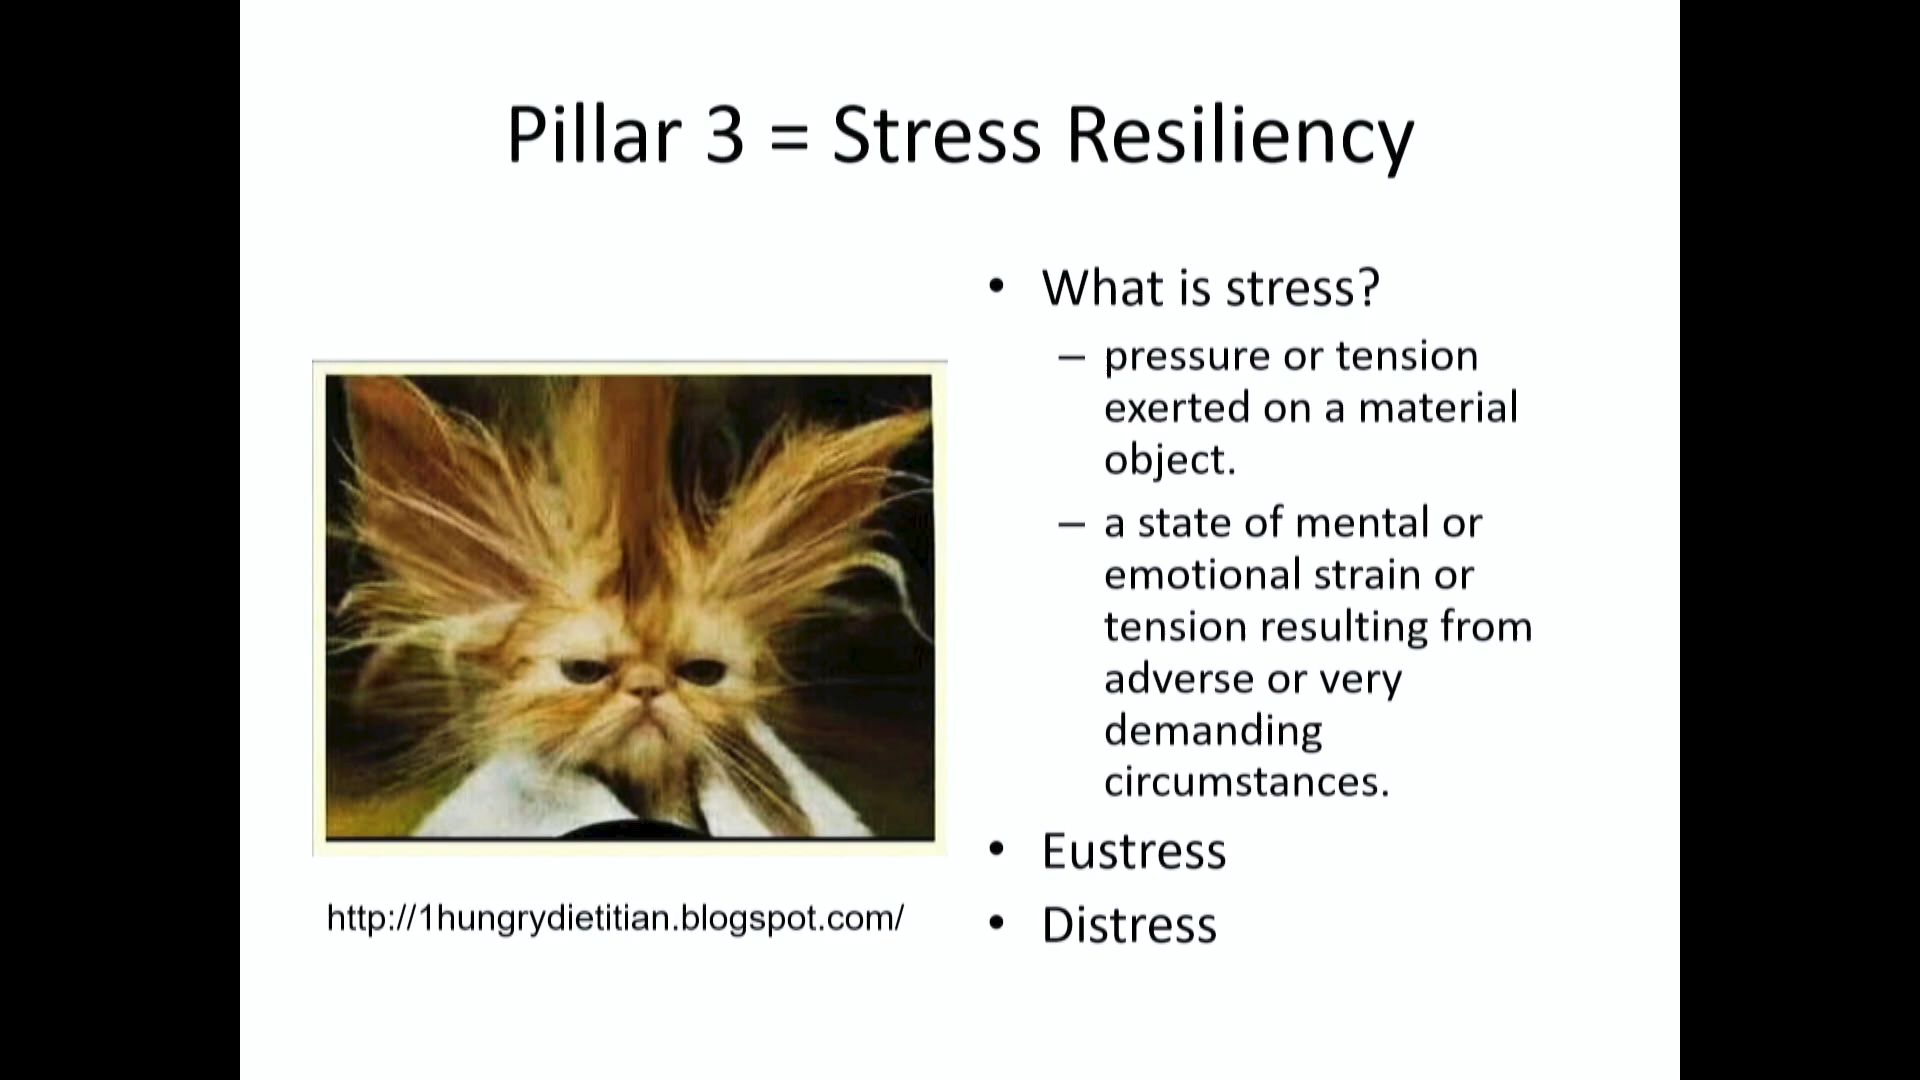 Pillar 3 = Stress Resiliency
• What is stress?
– pressure or tension
exerted on a material
object.
– a state of mental or
emotional strain or
tension resulting from
adverse or very
demanding
circumstances.
• Eustress
• Distress
http://1hungrydietitian.blogspot.com/